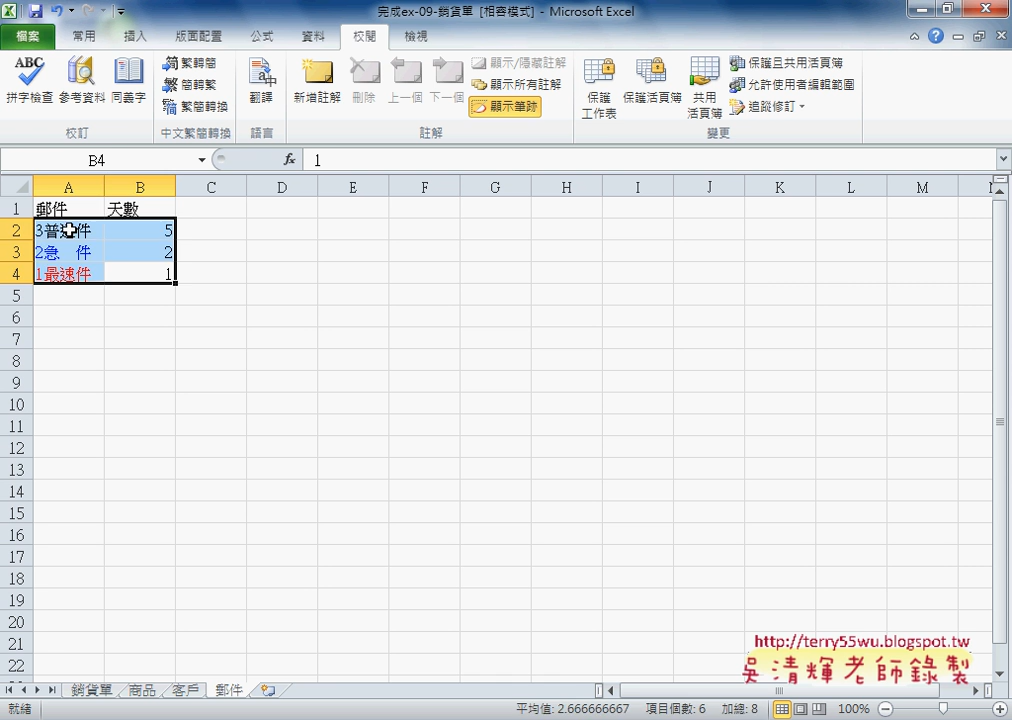 完成ex-09-銷貨單 [相容模式] - Microsoft Excel
檔案 常用 插入 版面配置 公式 資料 校閱 檢視
ABC
拼字檢查 參考資料 同義字
校訂
繁轉簡
簡轉繁
繁簡轉換
中文繁簡轉換
翻譯
語言
新增註解 刪除 上一個 下一個
顯示/隱藏註解
顯示所有註解
顯示筆跡
註解
保護
工作表
保護活頁簿
共用
活頁簿
保護且共用活頁簿
允許使用者編輯範圍
追蹤修訂
變更
B4 fx 1
A B C D E F G H I J K L M
1 郵件 天數
2 3普通件 5
3 2急 件 2
4 1最速件 1
5
6
7
8
9
10
11
12
13
14
15
16
17
18
19
20
21
22
http://terry55wu.blogspot.tw
吳清輝老師錄製
銷貨單 商品 客戶 郵件
就緒 平均值: 2.666666667 項目個數: 6 加總: 8 100%